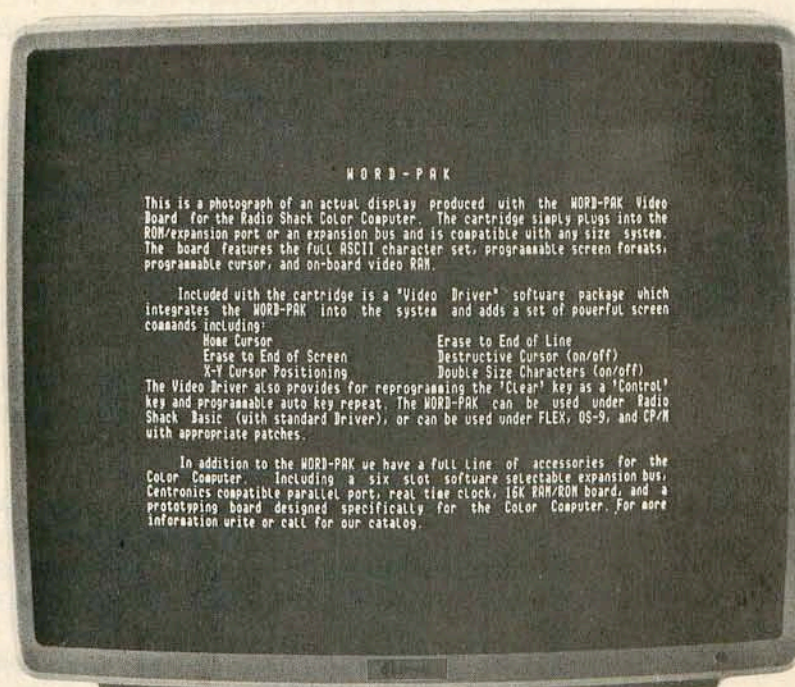 WORD-PAK
This is a photograph of an actual display produced with the WORD-PAK Video
Board for the Radio Shack Color Computer. The cartridge simply plugs into the
ROM/expansion port or an expansion bus and is compatible with any size system.
The board features the full ASCII character set, programmable screen formats,
programmable cursor, and on-board video RAM.
Included with the cartridge is a "Video Driver" software package which
integrates the WORD-PAK into the system and adds a set of powerful screen
commands including:
Home Cursor Erase to End of Line
Erase to End of Screen Destructive Cursor (on/off)
X-Y Cursor Positioning Double Size Characters (on/off)
The Video Driver also provides for reprogramming the 'Clear' key as a 'Control'
key and programable auto key repeat. The WORD-PAK can be used under Radio
Shack Basic (with standard Driver), or can be used under FLEX, OS-9, and CP/M
with appropriate patches.
In addition to the WORD-PAK we have a full line of accessories for the
Color Computer. Including a six slot software selectable expansion bus,
Centronics compatible parallel port, real time clock, 16K RAM/ROM board, and a
prototyping board designed specifically for the Color Computer. For more
information write or call for our catalog.